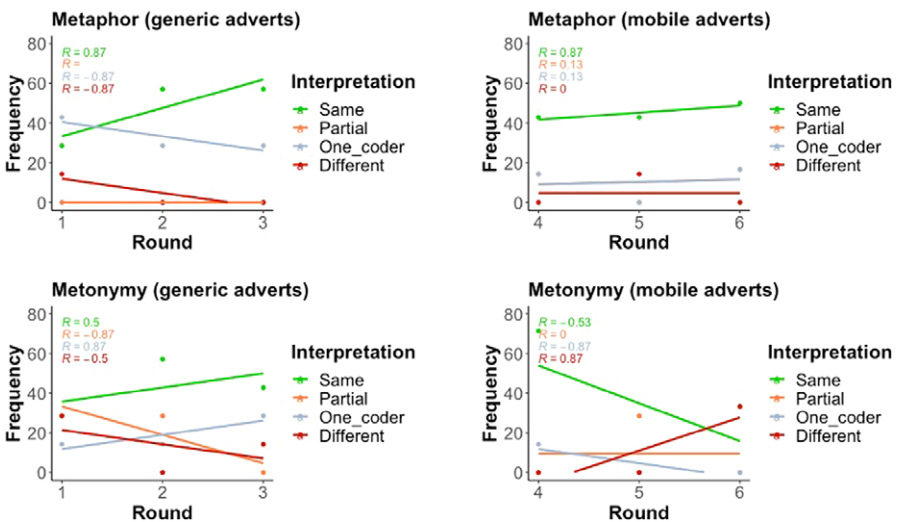 Metaphor (generic adverts)
80
60
40
20
0
R = 0.87
R =
R = −0.87
R = −0.87
Frequency
1 2 3
Round
Interpretation
Same
Partial
One_coder
Different
Metaphor (mobile adverts)
80
60
40
20
0
R = 0.87
R = 0.13
R = 0.13
R = 0
Frequency
4 5 6
Round
Interpretation
Same
Partial
One_coder
Different
Metonymy (generic adverts)
80
60
40
20
0
R = 0.5
R = −0.87
R = 0.87
R = −0.5
Frequency
1 2 3
Round
Interpretation
Same
Partial
One_coder
Different
Metonymy (mobile adverts)
80
60
40
20
0
R = −0.53
R = 0
R = −0.87
R = 0.87
Frequency
4 5 6
Round
Interpretation
Same
Partial
One_coder
Different